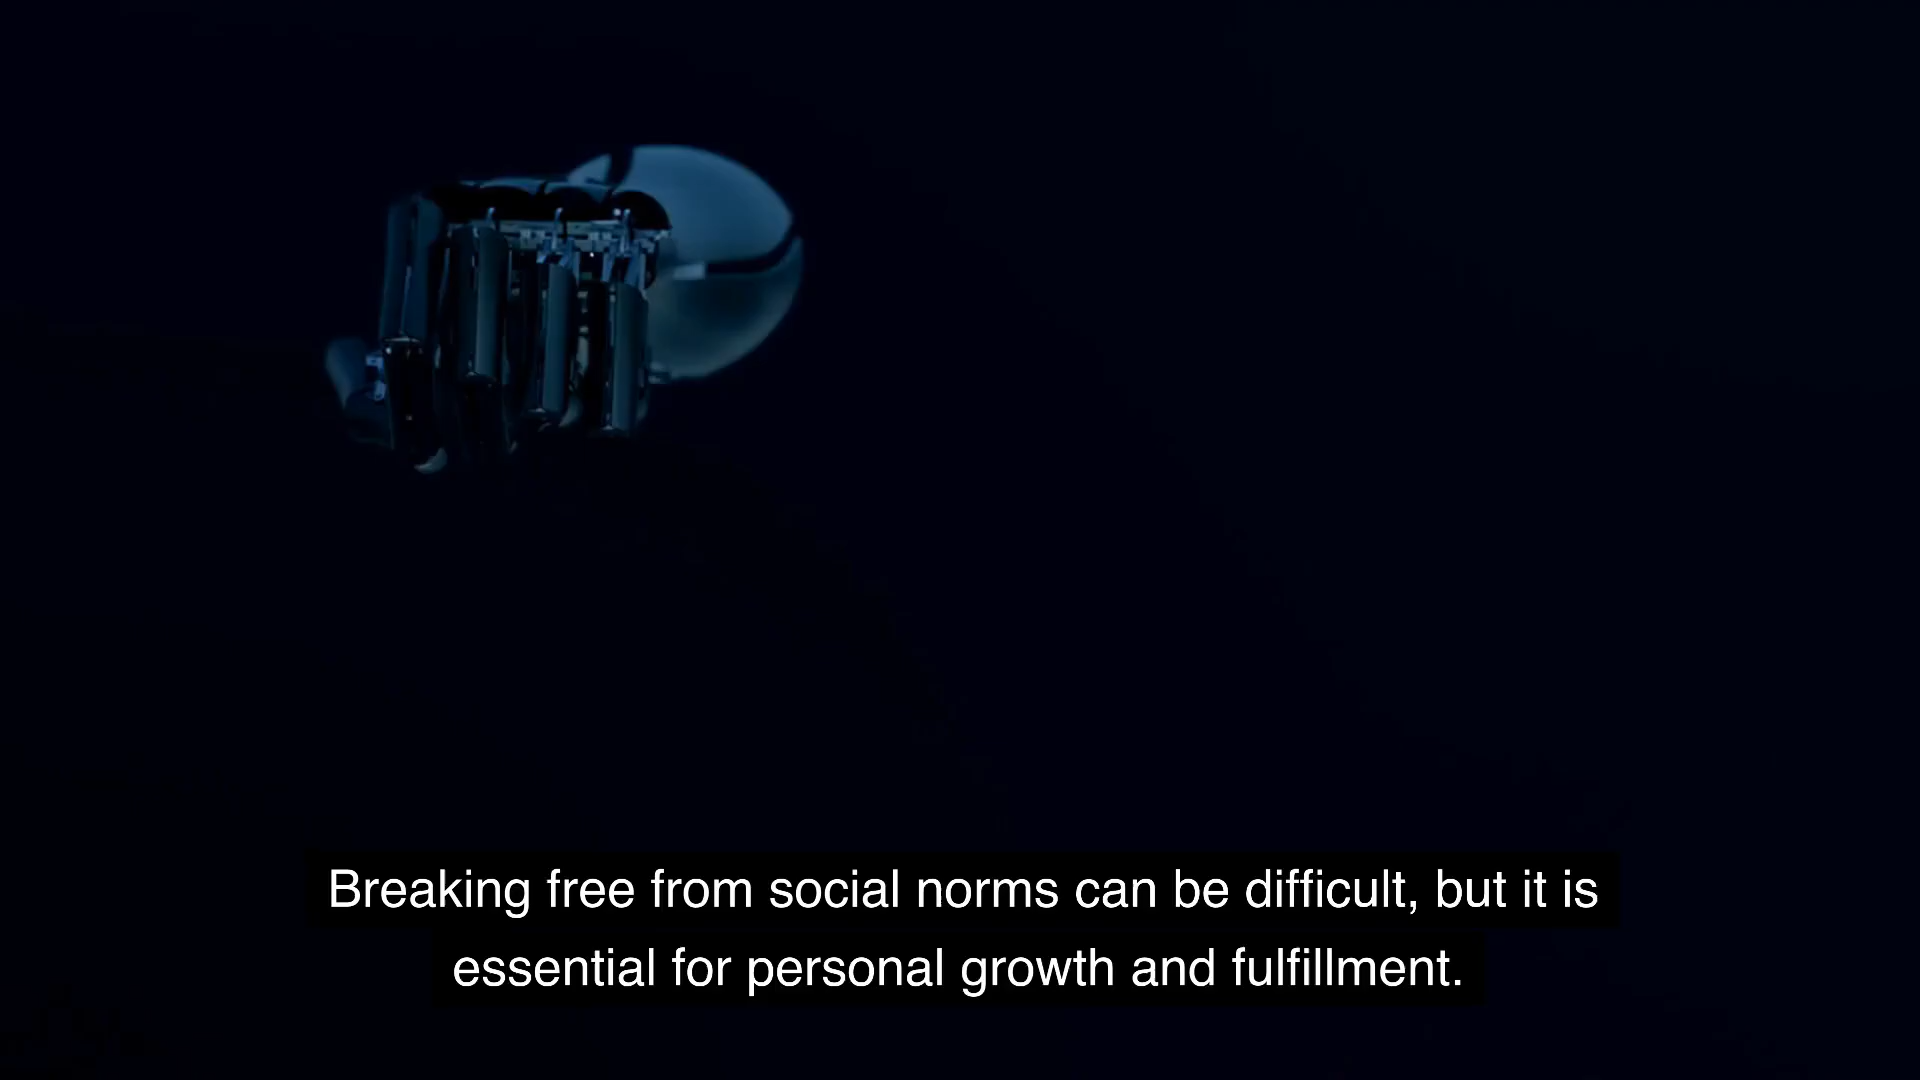 Breaking free from social norms can be difficult, but it is
essential for personal growth and fulfillment.